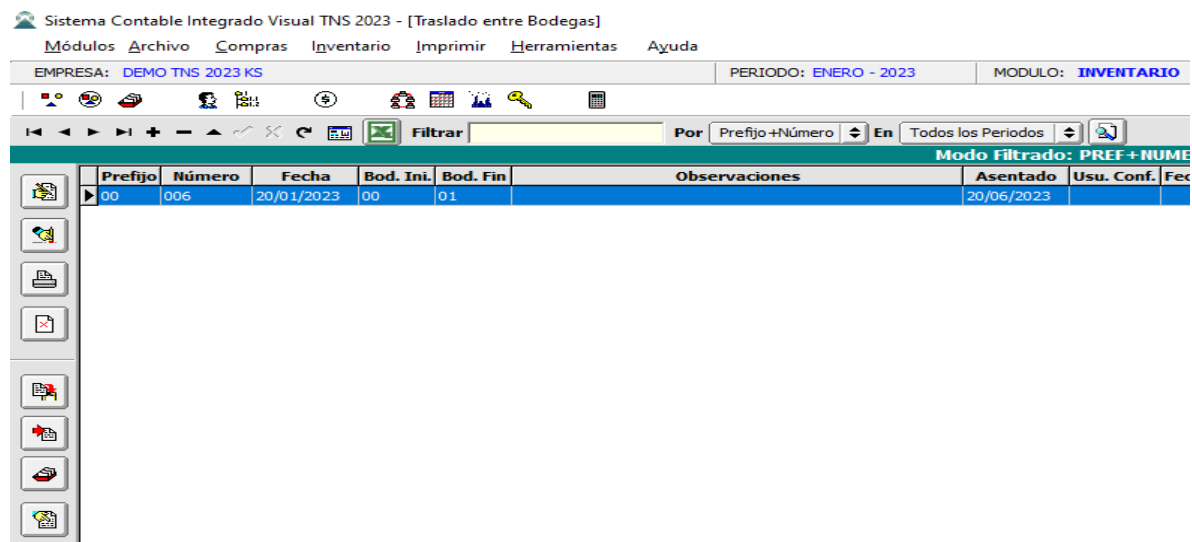 Sistema Contable Integrado Visual TNS 2023 - [Traslado entre Bodegas]
Módulos Archivo Compras Inventario Imprimir Herramientas Ayuda
EMPRESA: DEMO TNS 2023 KS PERIODO: ENERO - 2023 MODULO: INVENTARIO
Filtrar Por Prefijo+Número En Todos los Periodos
Modo Filtrado: PREF+NUME
Prefijo Número Fecha Bod. Ini. Bod. Fin Observaciones Asentado Usu. Conf. Fec
00 006 20/01/2023 00 01 20/06/2023